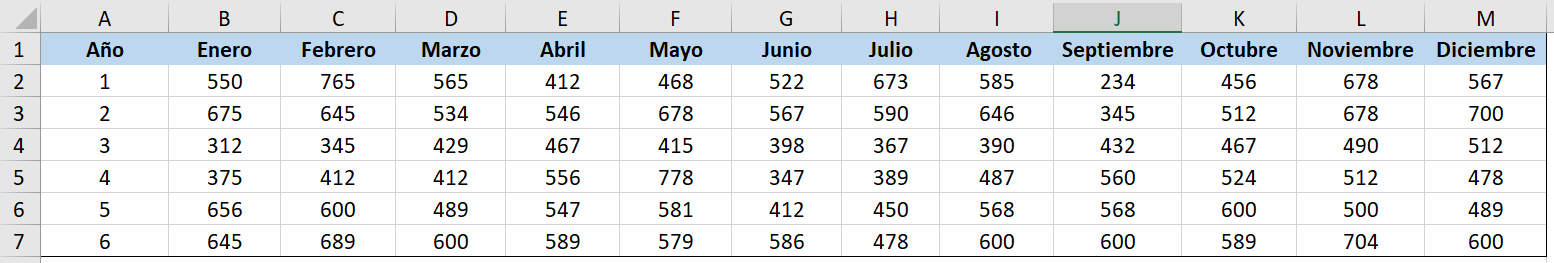 A B C D E F G H I J K L M
1 Año Enero Febrero Marzo Abril Mayo Junio Julio Agosto Septiembre Octubre Noviembre Diciembre
2 1 550 765 565 412 468 522 673 585 234 456 678 567
3 2 675 645 534 546 678 567 590 646 345 512 678 700
4 3 312 345 429 467 415 398 367 390 432 467 490 512
5 4 375 412 412 556 778 347 389 487 560 524 512 478
6 5 656 600 489 547 581 412 450 568 568 600 500 489
7 6 645 689 600 589 579 586 478 600 600 589 704 600